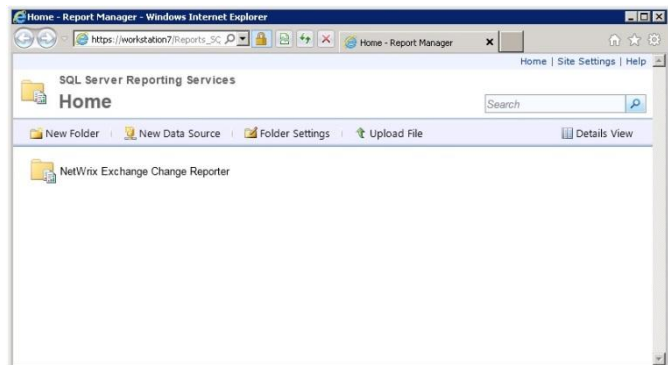 Home - Report Manager - Windows Internet Explorer
https://workstation7/Reports_SQ
Home - Report Manager
Home | Site Settings | Help
SQL Server Reporting Services
Home
Search
New Folder New Data Source Folder Settings Upload File Details View
NetWrix Exchange Change Reporter